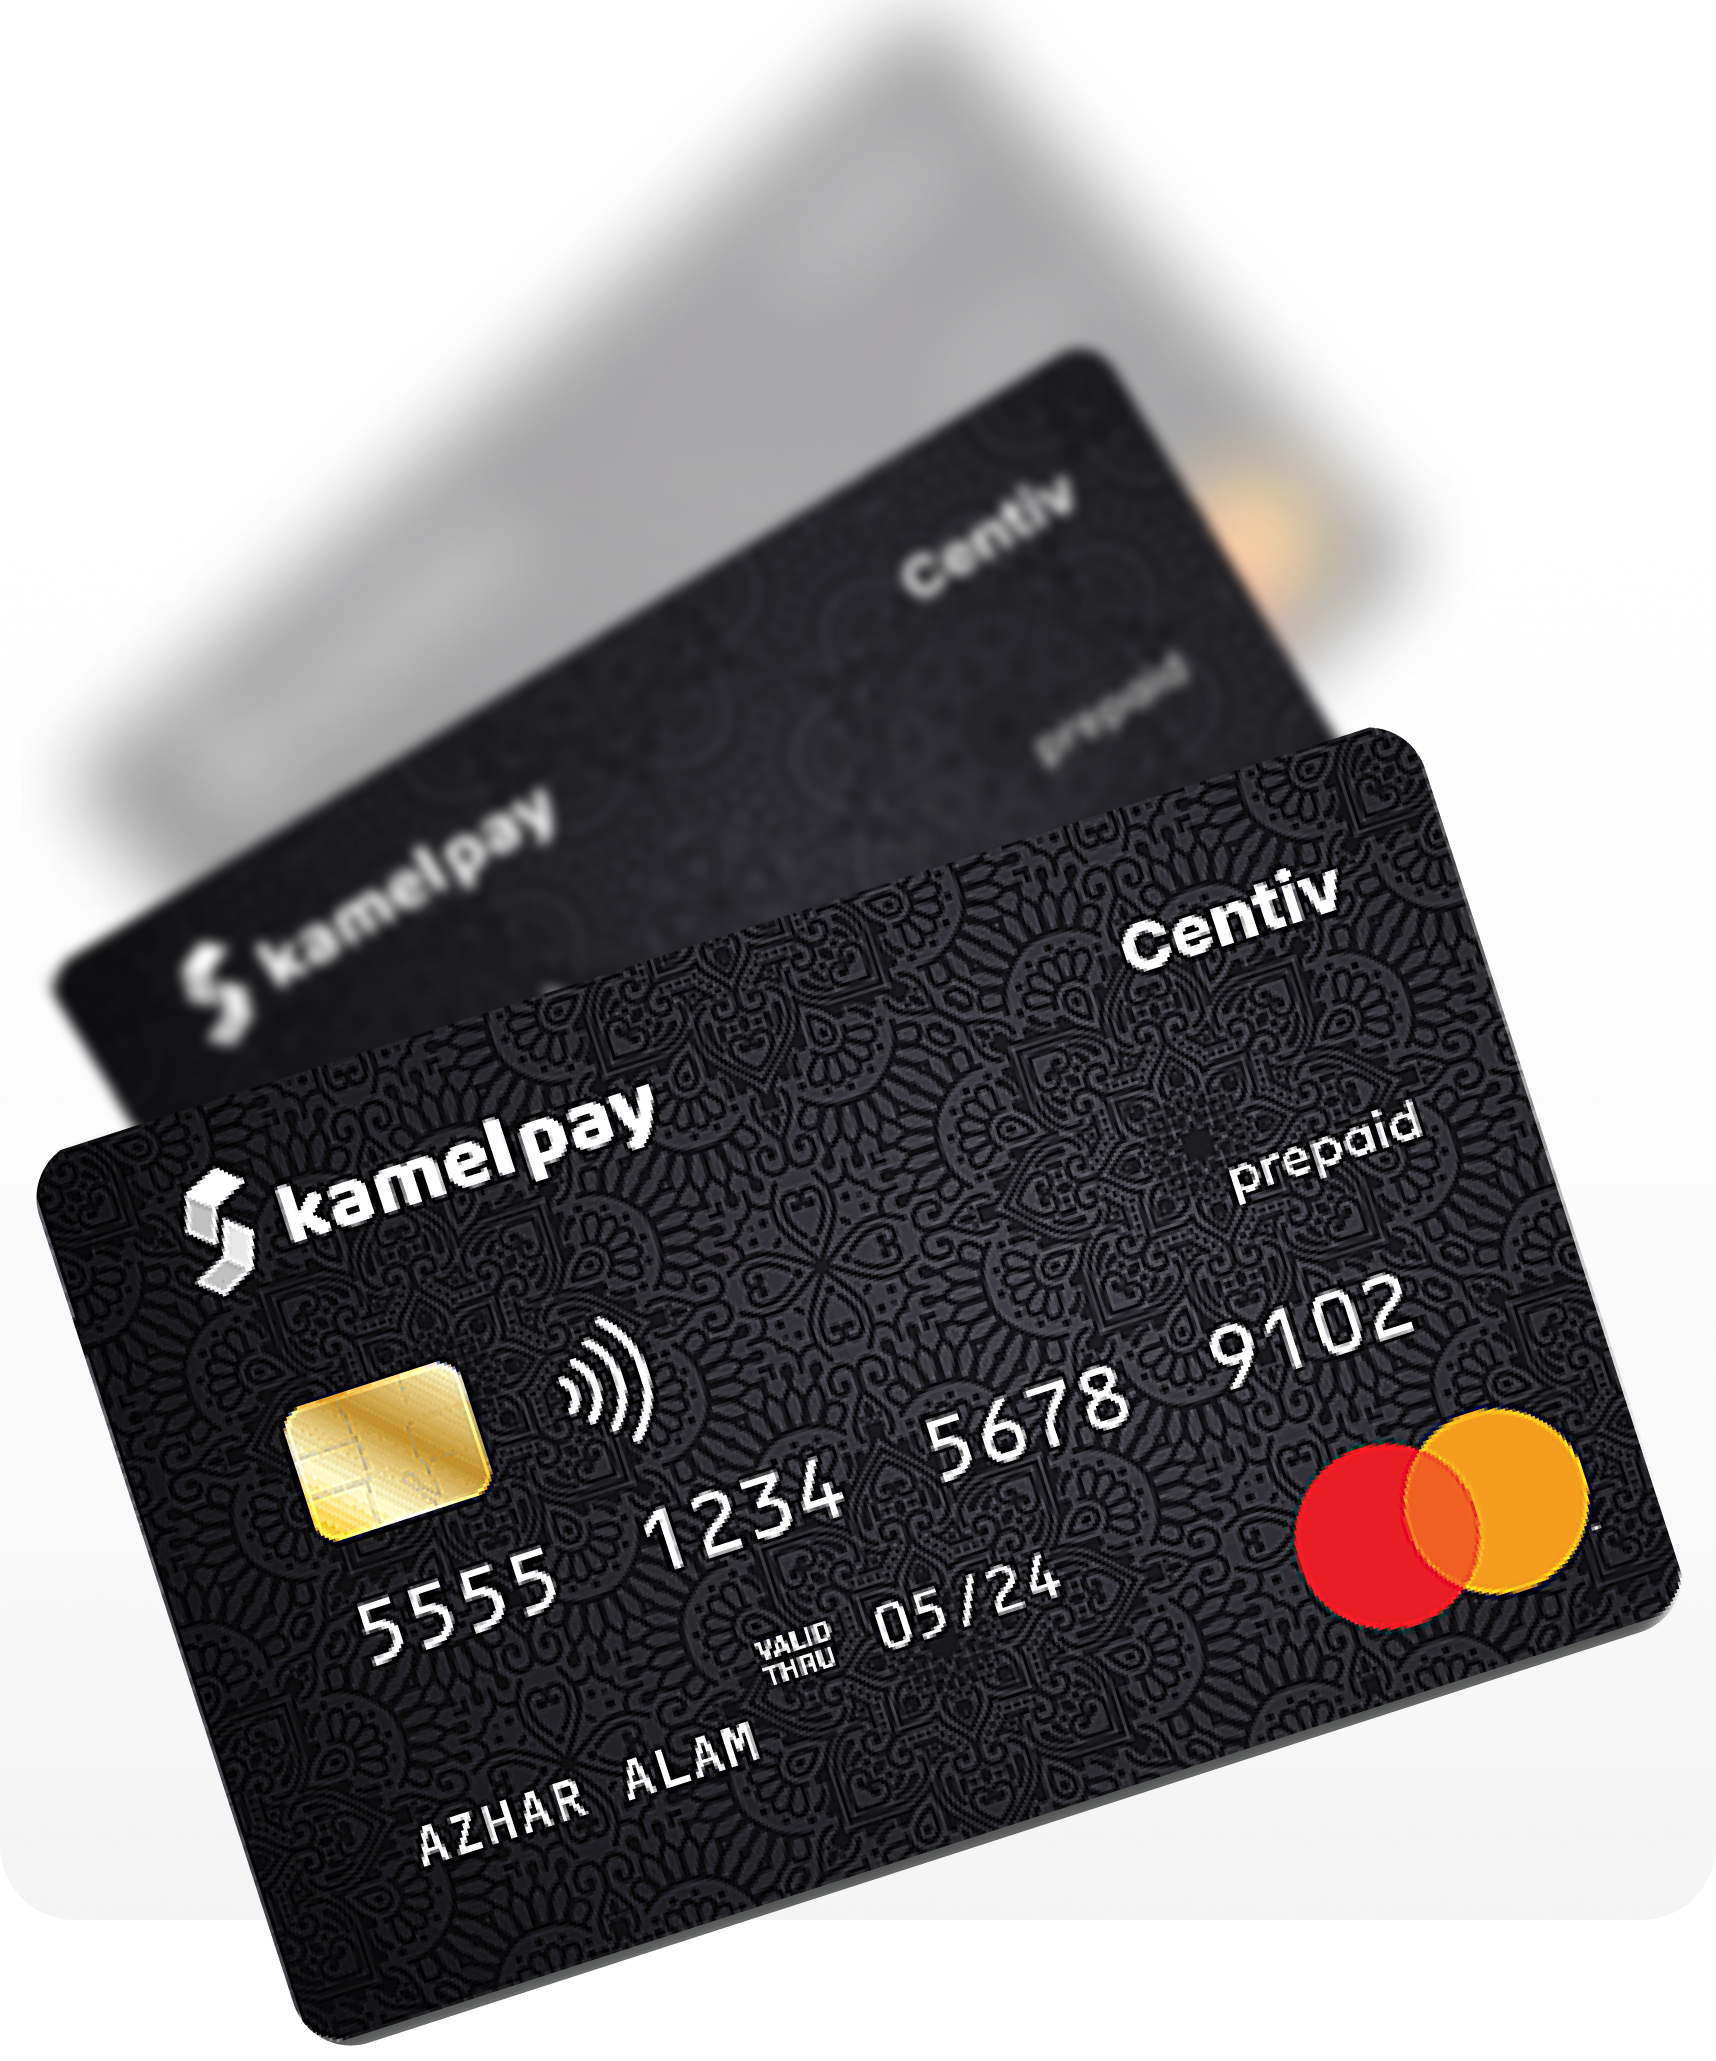 Centiv
prepaid
kamelpay
Centiv
kamelpay
prepaid
5555 1234 5678 9102
VALID THRU 05/24
AZHAR ALAM